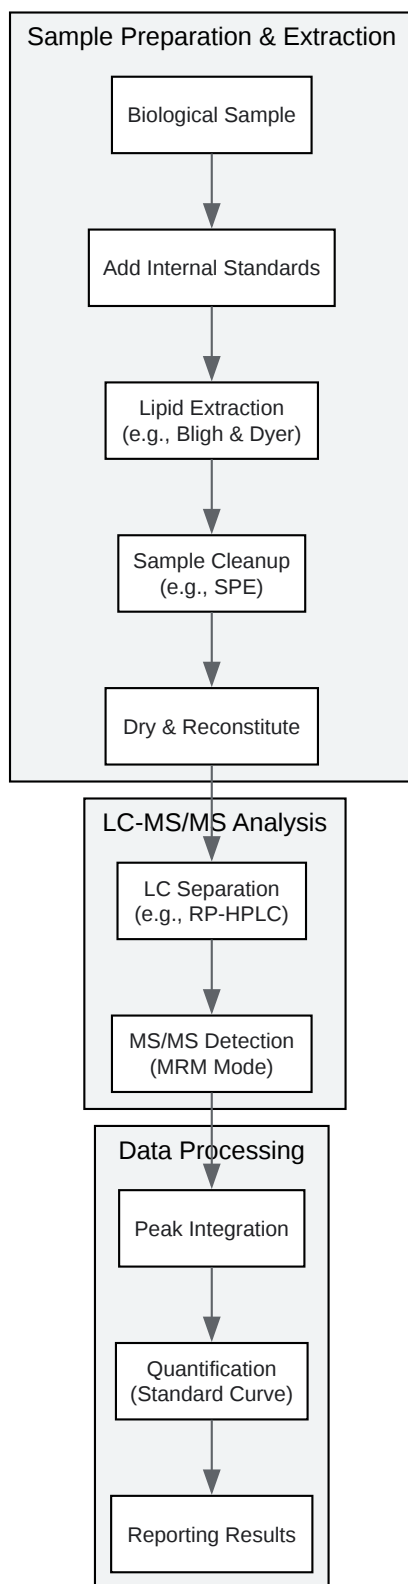 Sample Preparation & Extraction
Biological Sample
Add Internal Standards
Lipid Extraction
(e.g., Bligh & Dyer)
Sample Cleanup
(e.g., SPE)
Dry & Reconstitute
LC-MS/MS Analysis
LC Separation
(e.g., RP-HPLC)
MS/MS Detection
(MRM Mode)
Data Processing
Peak Integration
Quantification
(Standard Curve)
Reporting Results